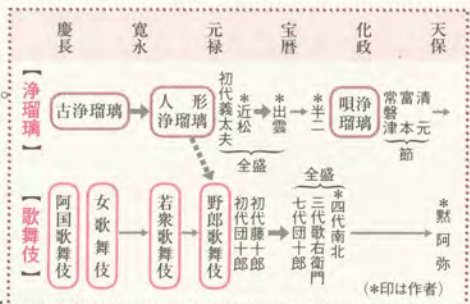 慶長
寛永
元禄
宝暦
化政
天保
【浄瑠璃】
古浄瑠璃
人形浄瑠璃
初代義太夫
*近松
*出雲
全盛
*半二
唄浄瑠璃
常磐津
富本
清元
節
【歌舞伎】
阿国歌舞伎
女歌舞伎
若衆歌舞伎
野郎歌舞伎
初代団十郎
初代藤十郎
全盛
七代団十郎
三代歌右衛門
*四代南北
*黙阿弥
(*印は作者)